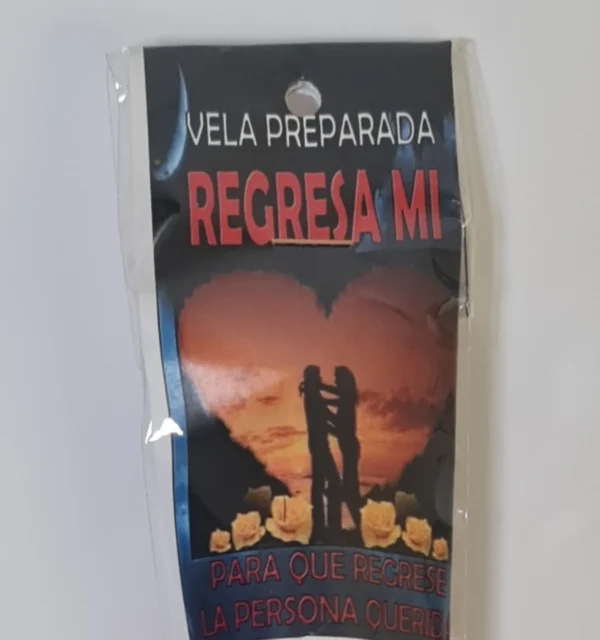 VELA PREPARADA
REGRESA MI
PARA QUE REGRESE
LA PERSONA QUERIDA